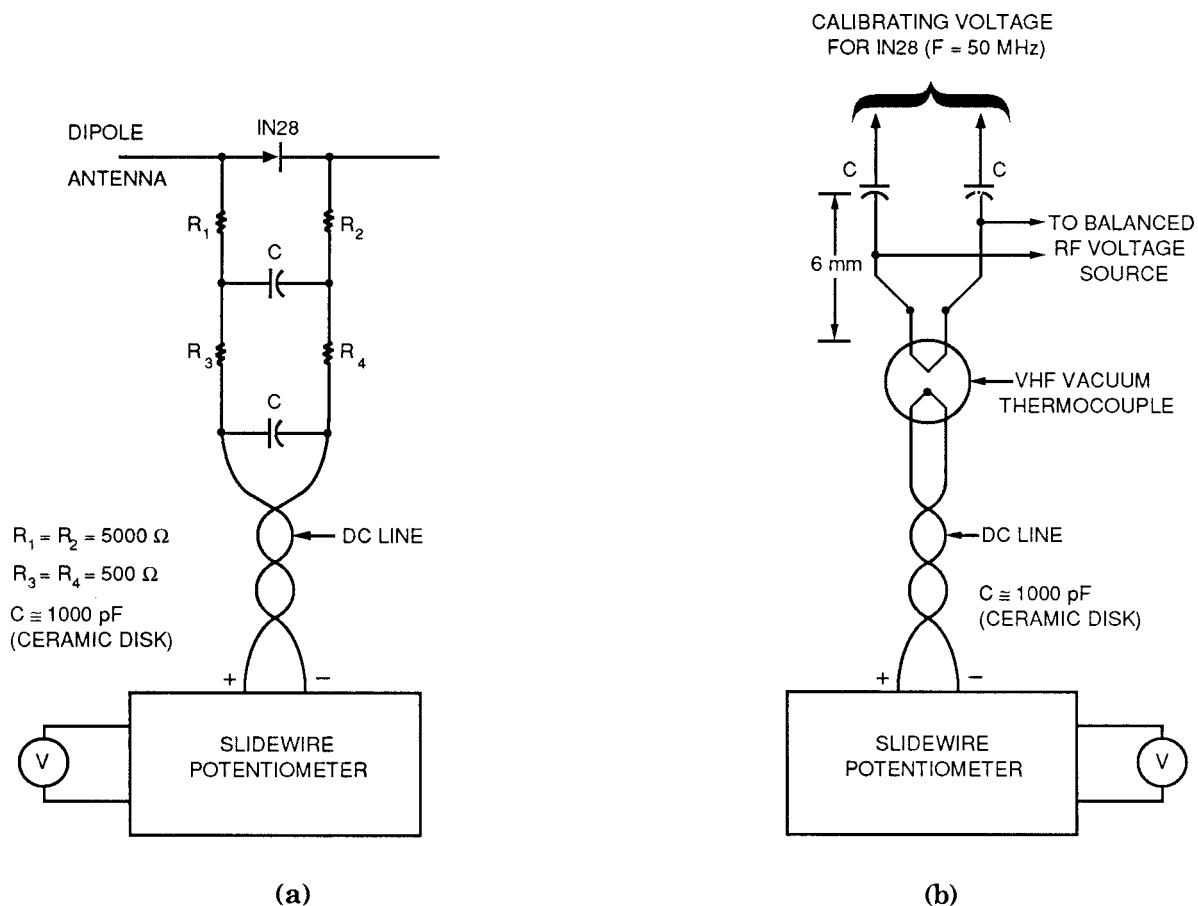 DIPOLE
ANTENNA
IN28
R1
R2
C
R3
R4
C
DC LINE
R1 = R2 = 5000 Ω
R3 = R4 = 500 Ω
C ≅ 1000 pF
(CERAMIC DISK)
+ −
SLIDEWIRE
POTENTIOMETER
V
(a)
CALIBRATING VOLTAGE
FOR IN28 (F = 50 MHz)
C
C
TO BALANCED
RF VOLTAGE
SOURCE
6 mm
VHF VACUUM
THERMOCOUPLE
DC LINE
C ≅ 1000 pF
(CERAMIC DISK)
+ −
SLIDEWIRE
POTENTIOMETER
V
(b)